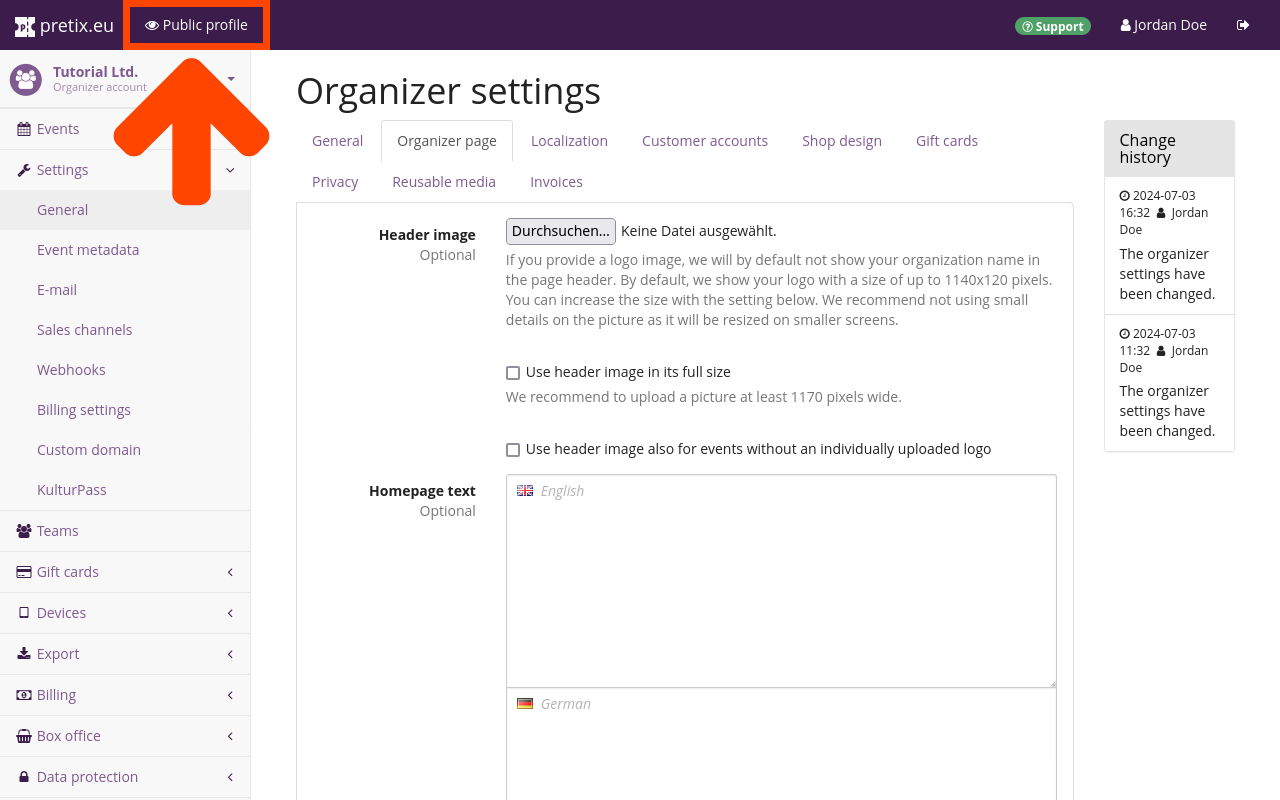 pretix.eu
Public profile
Support
Jordan Doe
Tutorial Ltd.
Organizer account
Events
Settings
General
Event metadata
E-mail
Sales channels
Webhooks
Billing settings
Custom domain
KulturPass
Teams
Gift cards
Devices
Export
Billing
Box office
Data protection
Organizer settings
General
Organizer page
Localization
Customer accounts
Shop design
Gift cards
Privacy
Reusable media
Invoices
Header image
Optional
Durchsuchen... Keine Datei ausgewählt.
If you provide a logo image, we will by default not show your organization name in
the page header. By default, we show your logo with a size of up to 1140x120 pixels.
You can increase the size with the setting below. We recommend not using small
details on the picture as it will be resized on smaller screens.
Use header image in its full size
We recommend to upload a picture at least 1170 pixels wide.
Use header image also for events without an individually uploaded logo
Homepage text
Optional
English
German
Change
history
2024-07-03
16:32 Jordan
Doe
The organizer
settings have
been changed.
2024-07-03
11:32 Jordan
Doe
The organizer
settings have
been changed.